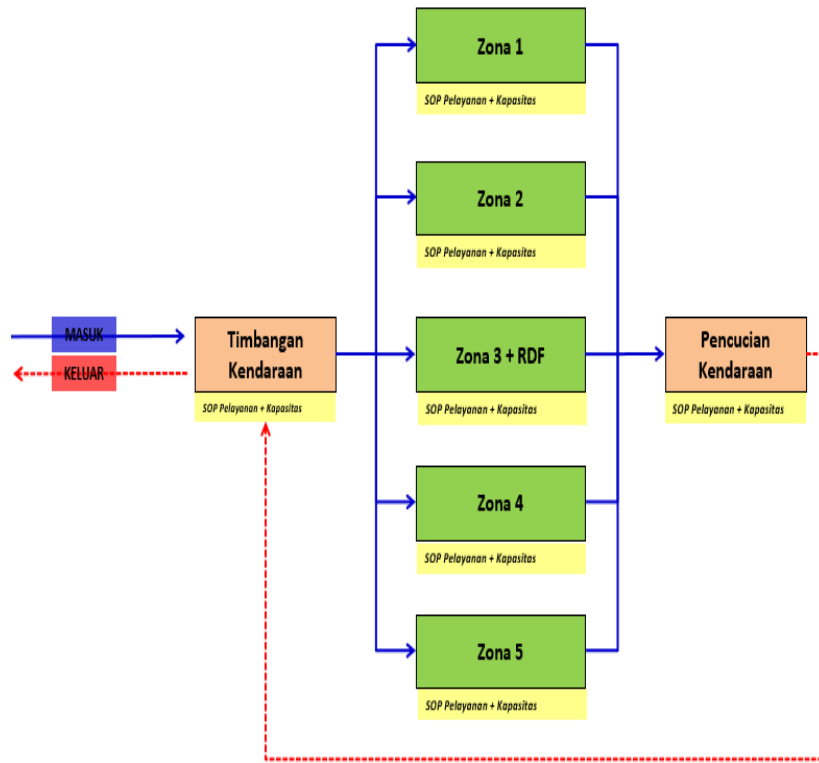 Zona 1
SOP Pelayanan + Kapasitas
Zona 2
SOP Pelayanan + Kapasitas
MASUK
KELUAR
Timbangan
Kendaraan
SOP Pelayanan + Kapasitas
Zona 3 + RDF
SOP Pelayanan + Kapasitas
Pencucian
Kendaraan
SOP Pelayanan + Kapasitas
Zona 4
SOP Pelayanan + Kapasitas
Zona 5
SOP Pelayanan + Kapasitas